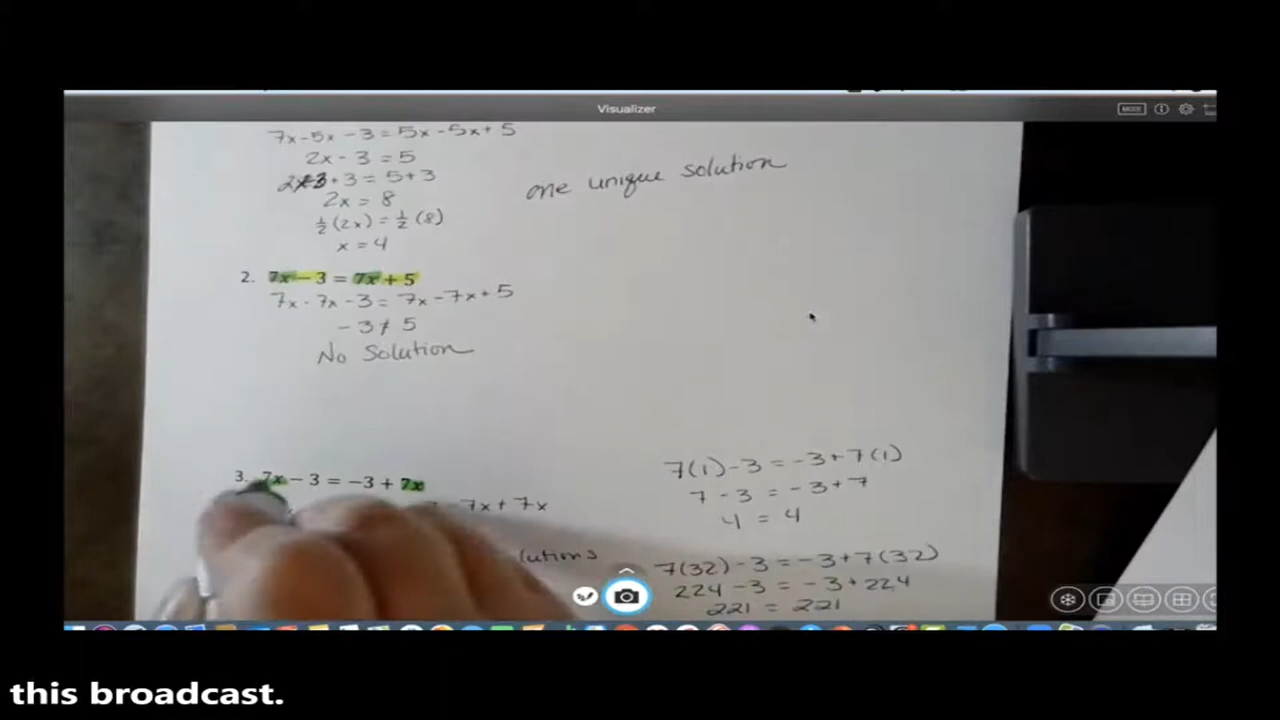 Visualizer
MODE
7x-5x-3=5x-5x+5
2x-3=5
2x-3+3=5+3
2x=8
½(2x)=½(8)
x=4
one unique solution
2. 7x − 3 = 7x + 5
7x-7x-3=7x-7x+5
-3≠5
No Solution
3. 7x − 3 = −3 + 7x
7x+7x
lutions
7(1)-3=-3+7(1)
7-3=-3+7
4=4
7(32)-3=-3+7(32)
224-3=-3+224
221=221
this broadcast.